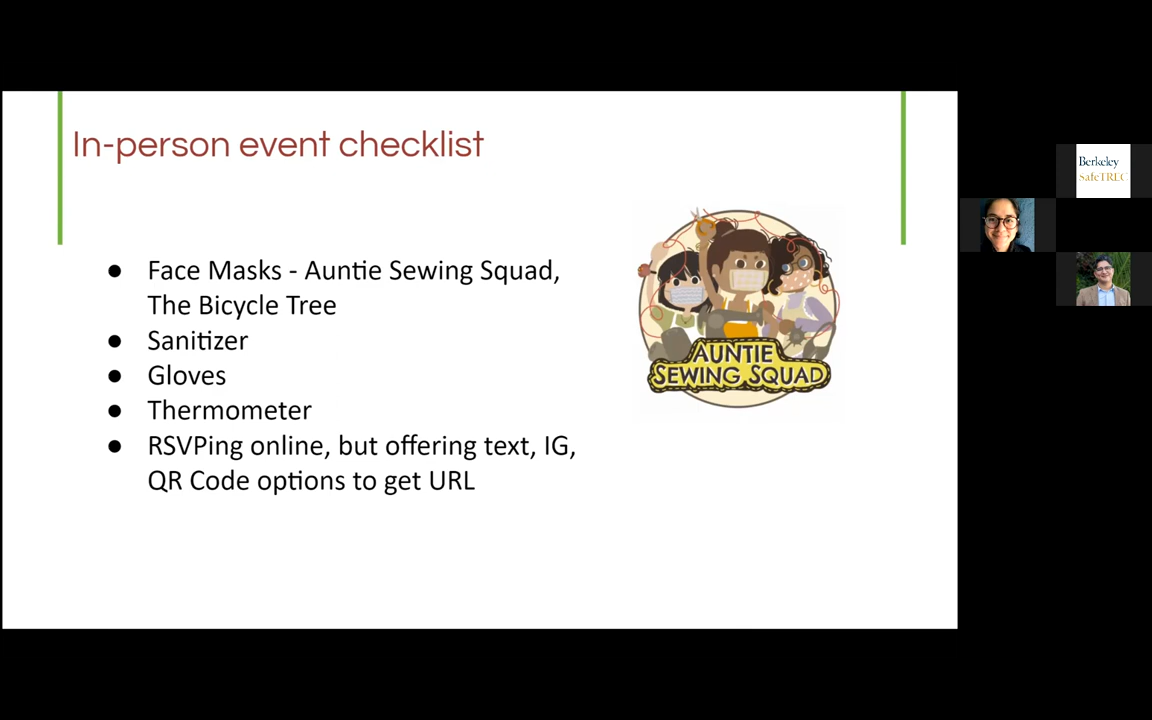 In-person event checklist
● Face Masks - Auntie Sewing Squad,
The Bicycle Tree
● Sanitizer
● Gloves
● Thermometer
● RSVPing online, but offering text, IG,
QR Code options to get URL
AUNTIE
SEWING SQUAD
Berkeley
SafeTREC